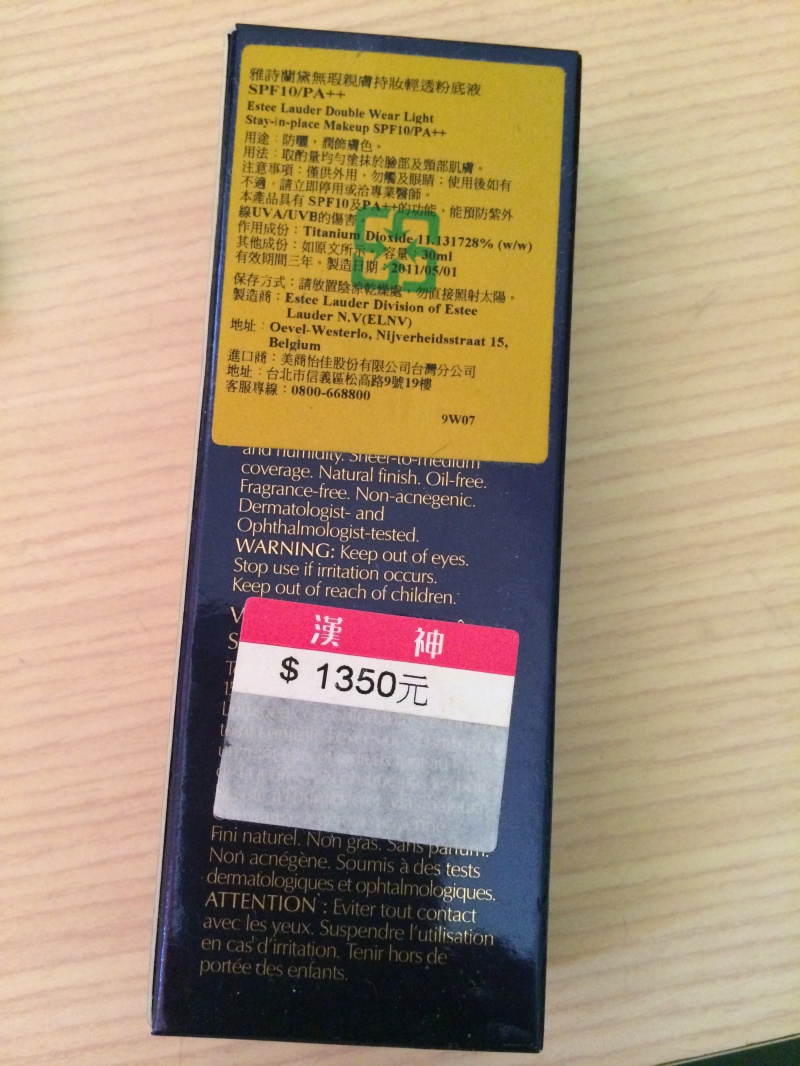 雅詩蘭黛無瑕親膚持妝輕透粉底液
SPF10/PA++
Estee Lauder Double Wear Light
Stay-in-place Makeup SPF10/PA++
用途：防曬，潤飾膚色。
用法：取酌量均勻塗抹於臉部及頸部肌膚。
注意事項：僅供外用，勿觸及眼睛；使用後如有
不適，請立即停用或洽專業醫師。
本產品具有 SPF10及PA++的功能，能預防紫外
線UVA/UVB的傷害
作用成份：Titanium Dioxide 11.131728% (w/w)
其他成份：如原文所示，容量：30ml
有效期間三年。製造日期：2011/05/01
保存方式：請放置陰涼乾燥處，勿直接照射太陽。
製造商：Estee Lauder Division of Estee
Lauder N.V(ELNV)
地址：Oevel-Westerlo, Nijverheidsstraat 15,
Belgium
進口商：美商怡佳股份有限公司台灣分公司
地址：台北市信義區松高路9號19樓
客服專線：0800-668800
9W07
and humidity. Sheer-to-medium
coverage. Natural finish. Oil-free.
Fragrance-free. Non-acnegenic.
Dermatologist- and
Ophthalmologist-tested.
WARNING: Keep out of eyes.
Stop use if irritation occurs.
Keep out of reach of children.
漢 神
$ 1350元
Fini naturel. Non gras. Sans parfum.
Non acnégène. Soumis à des tests
dermatologiques et ophtalmologiques.
ATTENTION : Eviter tout contact
avec les yeux. Suspendre l'utilisation
en cas d'irritation. Tenir hors de
portée des enfants.